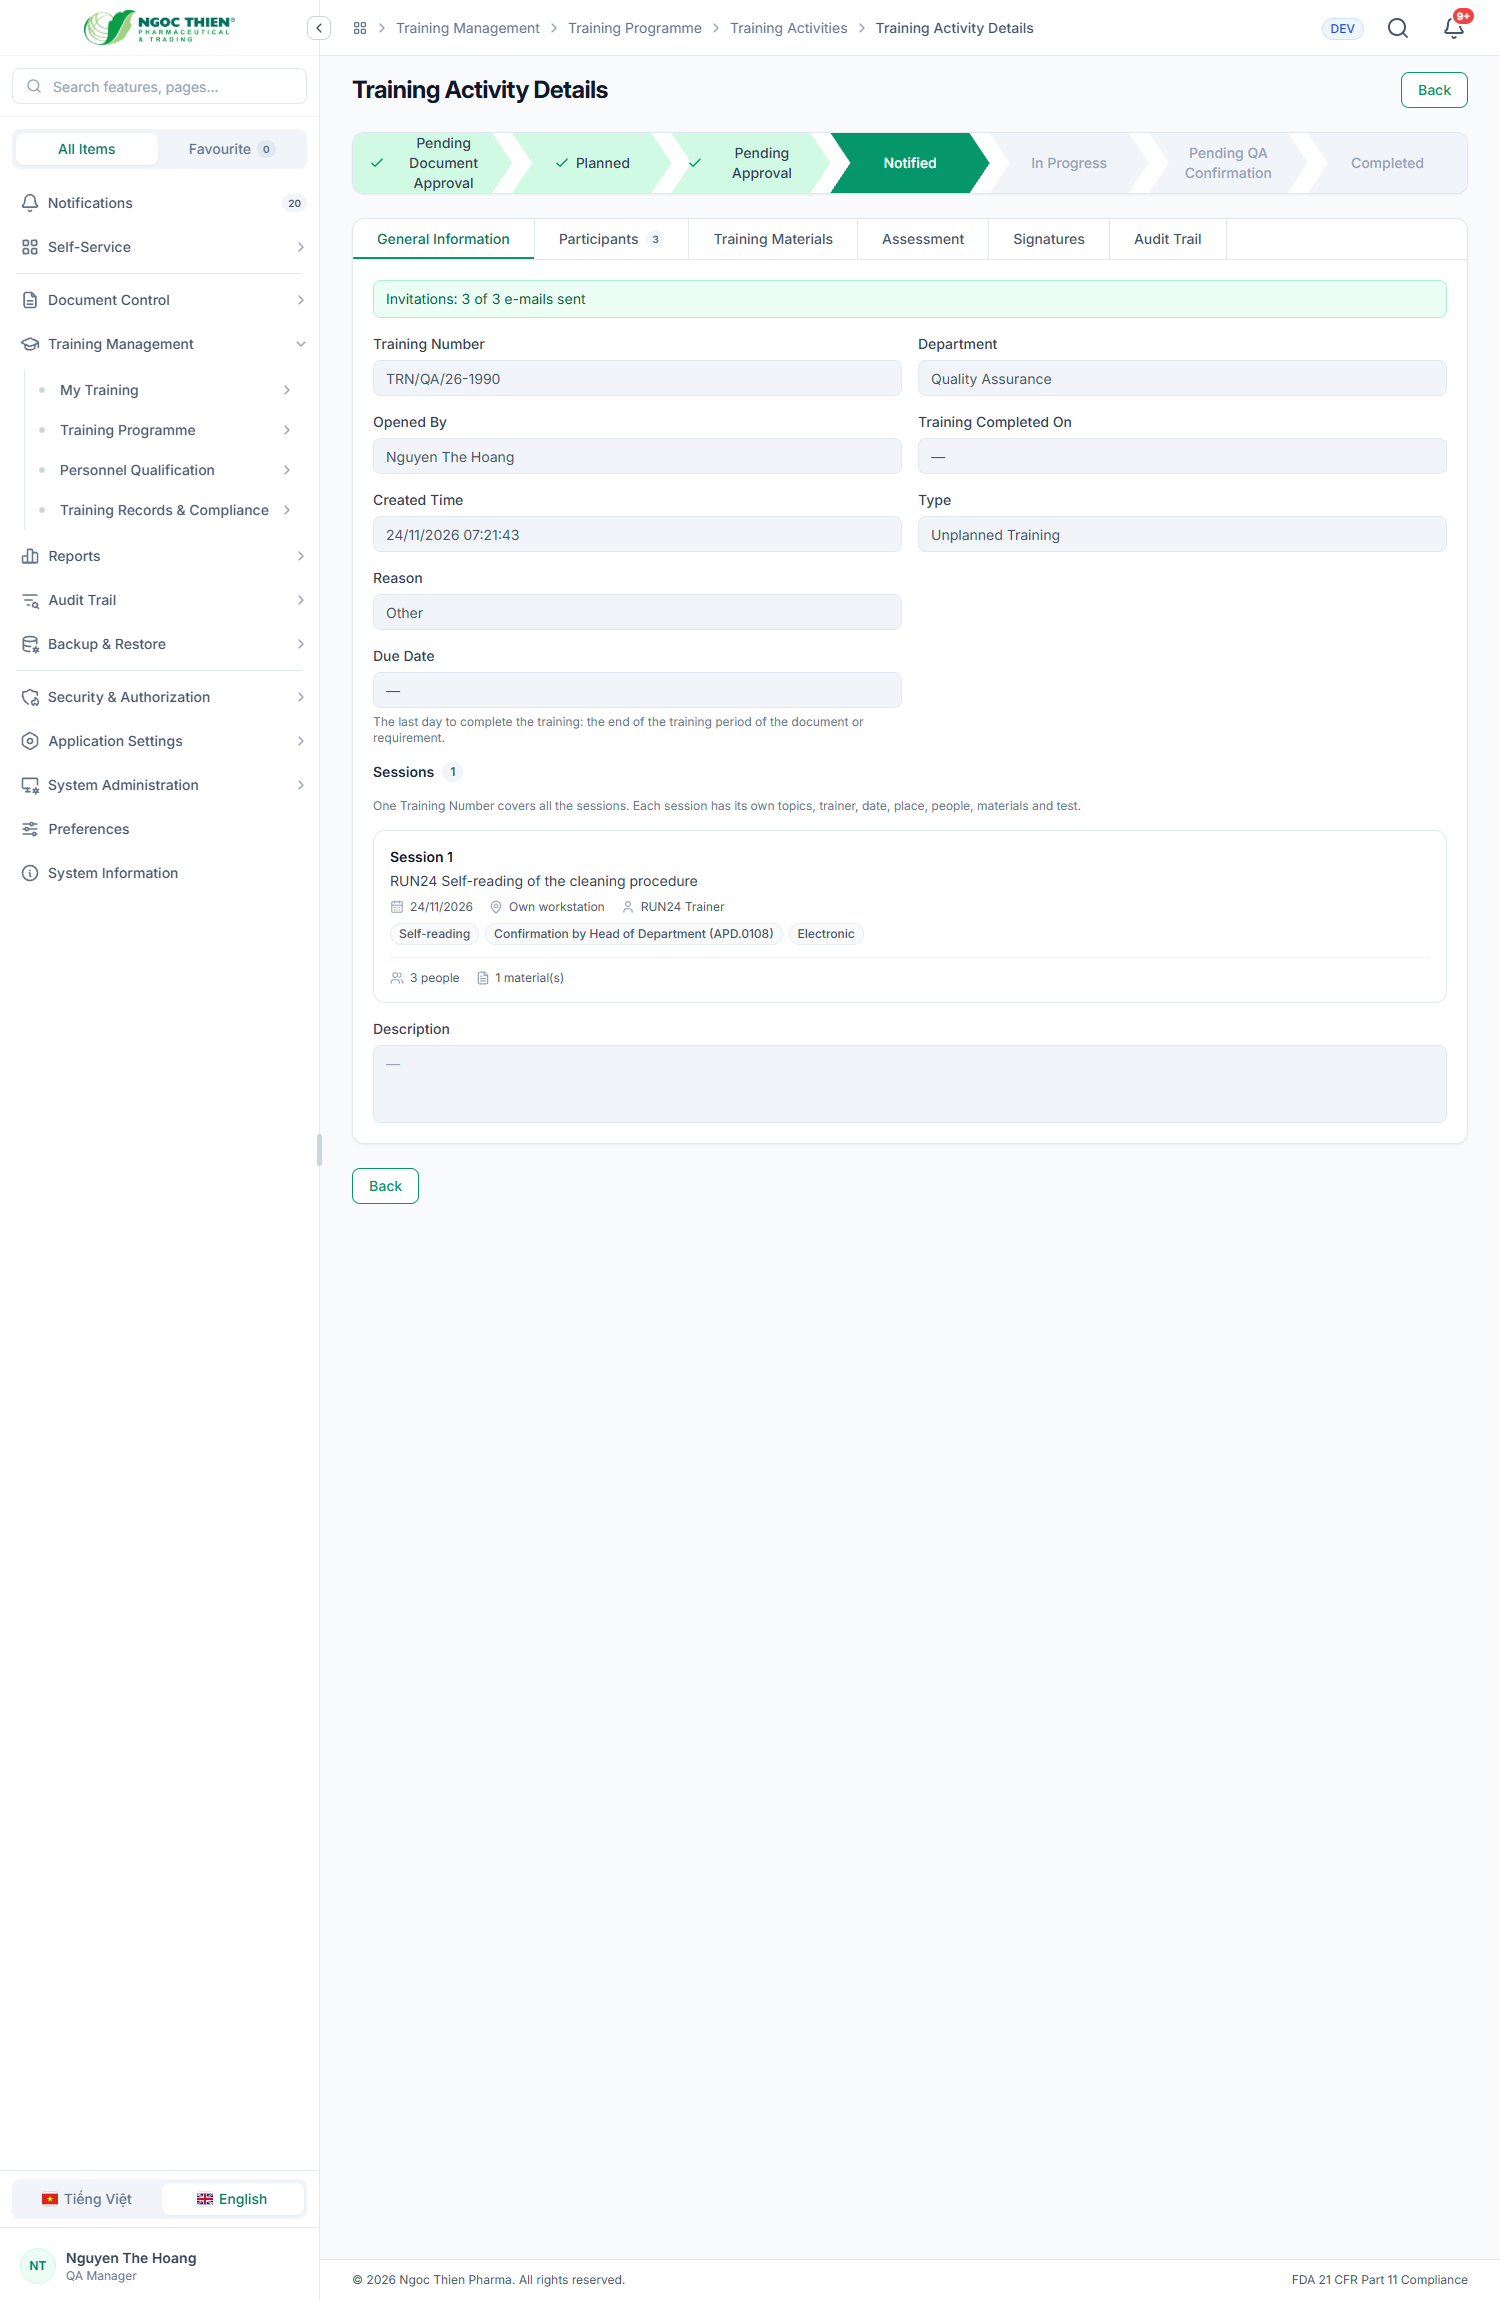 NGOC THIEN®
PHARMACEUTICAL
& TRADING
Search features, pages...
All Items
Favourite 0
Notifications 20
Self-Service
Document Control
Training Management
My Training
Training Programme
Personnel Qualification
Training Records & Compliance
Reports
Audit Trail
Backup & Restore
Security & Authorization
Application Settings
System Administration
Preferences
System Information
Tiếng Việt
English
NT
Nguyen The Hoang
QA Manager
Training Management
Training Programme
Training Activities
Training Activity Details
DEV
9+
Training Activity Details
Back
Pending
Document
Approval
Planned
Pending
Approval
Notified
In Progress
Pending QA
Confirmation
Completed
General Information
Participants 3
Training Materials
Assessment
Signatures
Audit Trail
Invitations: 3 of 3 e-mails sent
Training Number
TRN/QA/26-1990
Department
Quality Assurance
Opened By
Nguyen The Hoang
Training Completed On
—
Created Time
24/11/2026 07:21:43
Type
Unplanned Training
Reason
Other
Due Date
—
The last day to complete the training: the end of the training period of the document or
requirement.
Sessions 1
One Training Number covers all the sessions. Each session has its own topics, trainer, date, place, people, materials and test.
Session 1
RUN24 Self-reading of the cleaning procedure
24/11/2026 Own workstation RUN24 Trainer
Self-reading Confirmation by Head of Department (APD.0108) Electronic
3 people 1 material(s)
Description
—
Back
© 2026 Ngoc Thien Pharma. All rights reserved.
FDA 21 CFR Part 11 Compliance